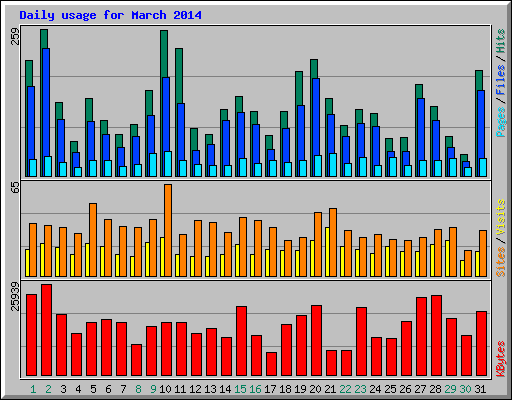 Daily usage for March 2014
259
Pages / Files / Hits
65
Sites / Visits
25939
KBytes
1 2 3 4 5 6 7 8 9 10 11 12 13 14 15 16 17 18 19 20 21 22 23 24 25 26 27 28 29 30 31